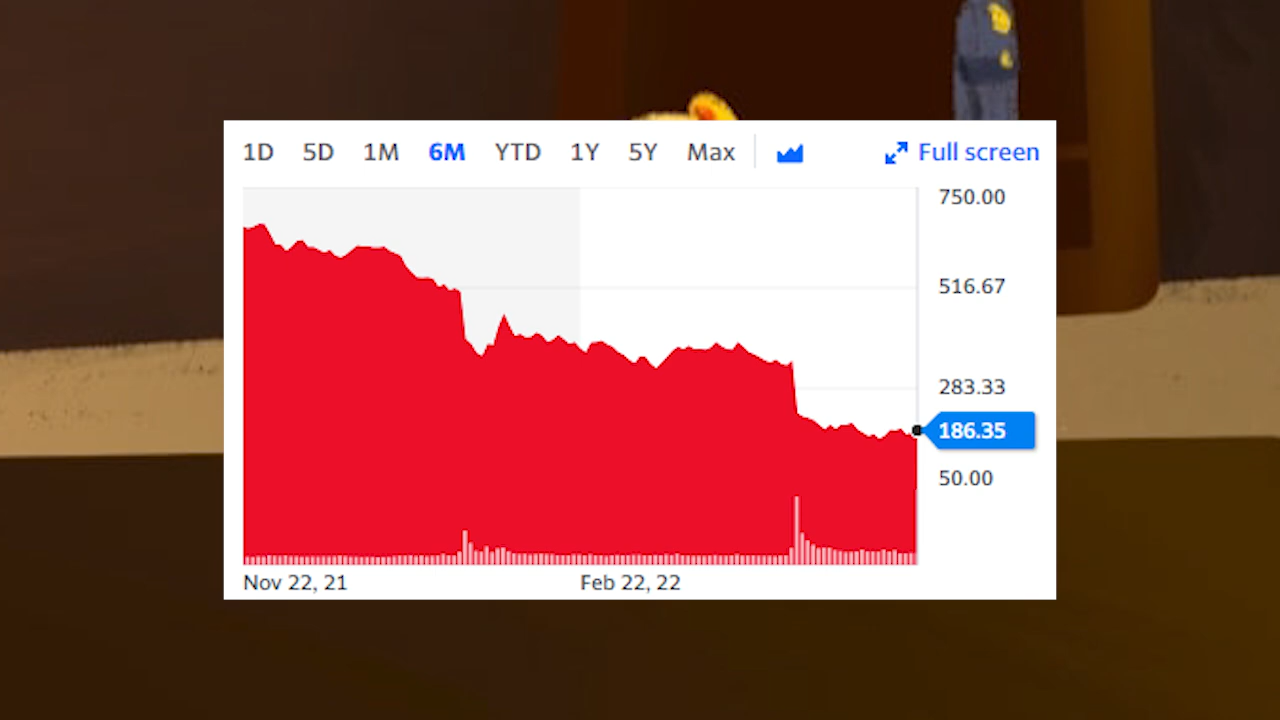 1D 5D 1M 6M YTD 1Y 5Y Max Full screen
750.00
516.67
283.33
186.35
50.00
Nov 22, 21 Feb 22, 22